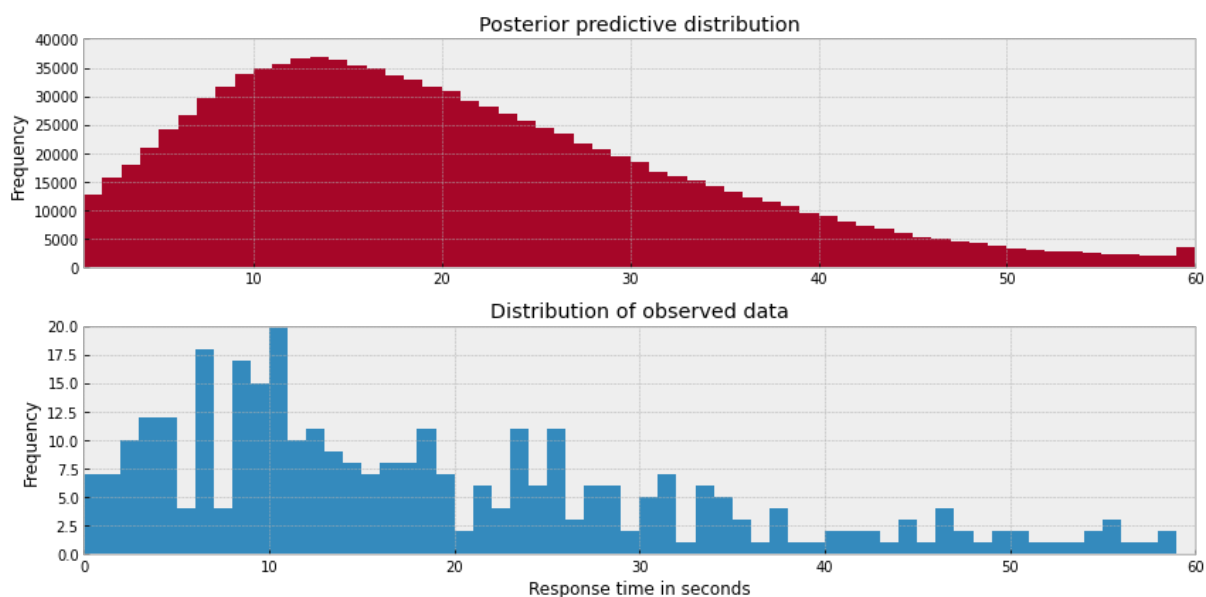 Posterior predictive distribution
Frequency
40000
35000
30000
25000
20000
15000
10000
5000
0
10 20 30 40 50 60
Distribution of observed data
Frequency
20.0
17.5
15.0
12.5
10.0
7.5
5.0
2.5
0.0
0 10 20 30 40 50 60
Response time in seconds